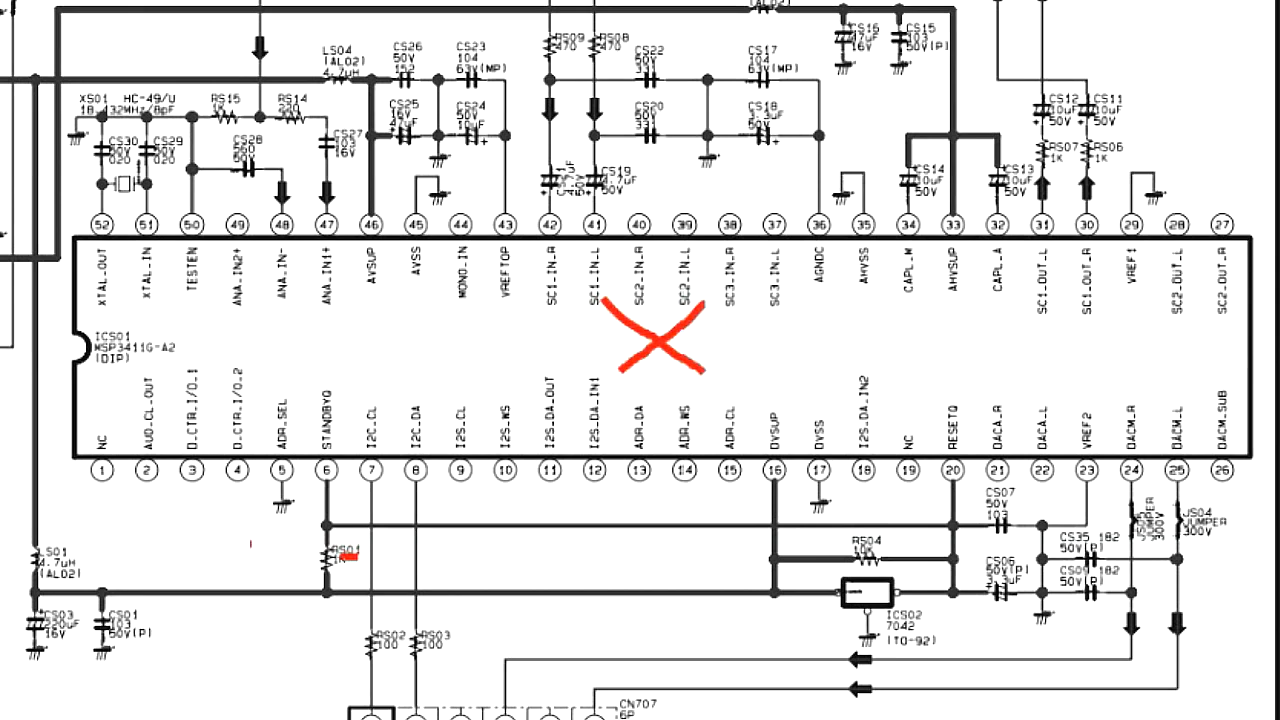 (AL02)
CS16
47uF
16V
CS15
103
50V(P)
RS09
470
RS08
470
LS04
(AL02)
4.7uH
CS26
50V
152
CS23
104
63V(MP)
CS22
50V
331
CS17
104
63V(MP)
XS01 HC-49/U
18.432MHZ/8pF
RS15
1K
RS14
220
CS25
16V
47uF
CS24
50V
10uF
CS20
50V
331
CS18
3.3uF
50V
CS12
10uF
50V
CS11
10uF
50V
CS30
50V
020
CS29
50V
020
CS28
560
50V
CS27
103
16V
RS07
1K
RS06
1K
4.7uF
50V
CS19
4.7uF
50V
CS14
10uF
50V
CS13
10uF
50V
52 51 50 49 48 47 46 45 44 43 42 41 40 39 38 37 36 35 34 33 32 31 30 29 28 27
XTAL_OUT
XTAL_IN
TESTEN
ANA_IN2+
ANA_IN-
ANA_IN1+
AVSUP
AVSS
MONO_IN
VREFTOP
SC1_IN_R
SC1_IN_L
SC2_IN_R
SC2_IN_L
SC3_IN_R
SC3_IN_L
AGNDC
AHVSS
CAPL_M
AHVSUP
CAPL_A
SC1_OUT_L
SC1_OUT_R
VREF1
SC2_OUT_L
SC2_OUT_R
ICS01
MSP3411G-A2
(DIP)
NC
AUD_CL_OUT
D_CTR_I/O_1
D_CTR_I/O_2
ADR_SEL
STANDBYQ
I2C_CL
I2C_DA
I2S_CL
I2S_WS
I2S_DA_OUT
I2S_DA_IN1
ADR_DA
ADR_WS
ADR_CL
DVSUP
DVSS
I2S_DA_IN2
NC
RESETQ
DACA_R
DACA_L
VREF2
DACM_R
DACM_L
DACM_SUB
1 2 3 4 5 6 7 8 9 10 11 12 13 14 15 16 17 18 19 20 21 22 23 24 25 26
CS07
50V
103
JUMPER
300V
JS04
JUMPER
300V
RS01
1K
RS04
10K
CS35 182
50V(P)
LS01
4.7uH
(AL02)
CS06
50V(P)
3.3uF
CS09 182
50V(P)
CS03
220uF
16V
CS01
103
50V(P)
ICS02
7042
(TO-92)
RS02
100
RS03
100
CN707
6P